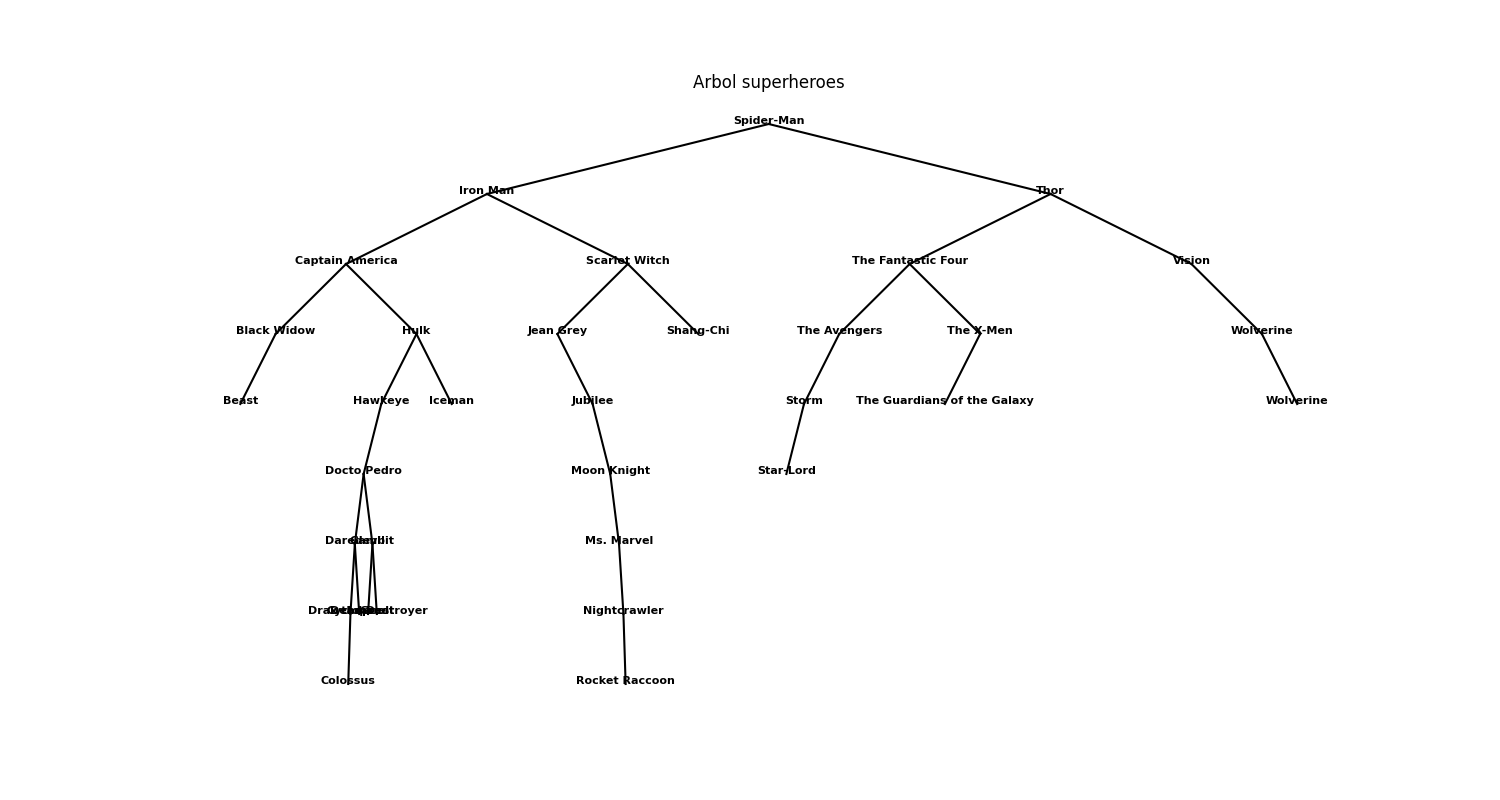 Arbol superheroes
Spider-Man
Iron Man
Thor
Captain America
Scarlet Witch
The Fantastic Four
Vision
Black Widow
Hulk
Jean Grey
Shang-Chi
The Avengers
The X-Men
Wolverine
Beast
Hawkeye
Iceman
Jubilee
Storm
The Guardians of the Galaxy
Wolverine
Docto Pedro
Moon Knight
Star-Lord
Daredevil
Gambit
Ms. Marvel
Nightcrawler
Colossus
Rocket Raccoon